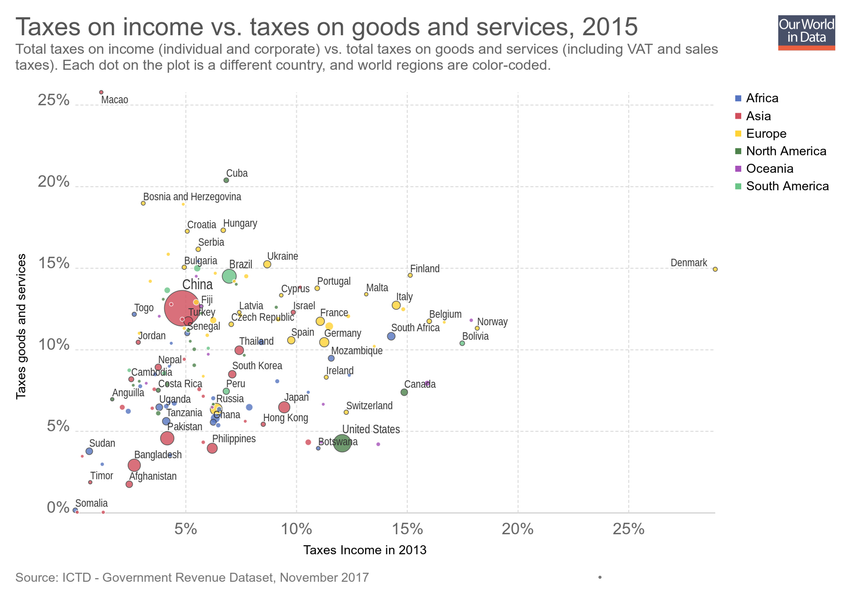 Taxes on income vs. taxes on goods and services, 2015
Our World
in Data
Total taxes on income (individual and corporate) vs. total taxes on goods and services (including VAT and sales
taxes). Each dot on the plot is a different country, and world regions are color-coded.
25%
Macao
Africa
Asia
Europe
North America
Oceania
South America
Cuba
20%
Bosnia and Herzegovina
Croatia
Hungary
Serbia
Ukraine
15%
Bulgaria
Brazil
Finland
Denmark
China
Cyprus
Portugal
Malta
Fiji
Togo
Turkey
Latvia
Israel
Italy
Czech Republic
France
Belgium
Norway
Senegal
Jordan
Thailand
Spain
Germany
South Africa
Bolivia
10%
Mozambique
Nepal
South Korea
Cambodia
Ireland
Costa Rica
Peru
Canada
Anguilla
Uganda
Russia
Japan
Switzerland
Tanzania
Ghana
Hong Kong
5%
Pakistan
United States
Philippines
Botswana
Sudan
Bangladesh
Timor
Afghanistan
Somalia
0%
5%
10%
15%
20%
25%
Taxes goods and services
Taxes Income in 2013
Source: ICTD - Government Revenue Dataset, November 2017